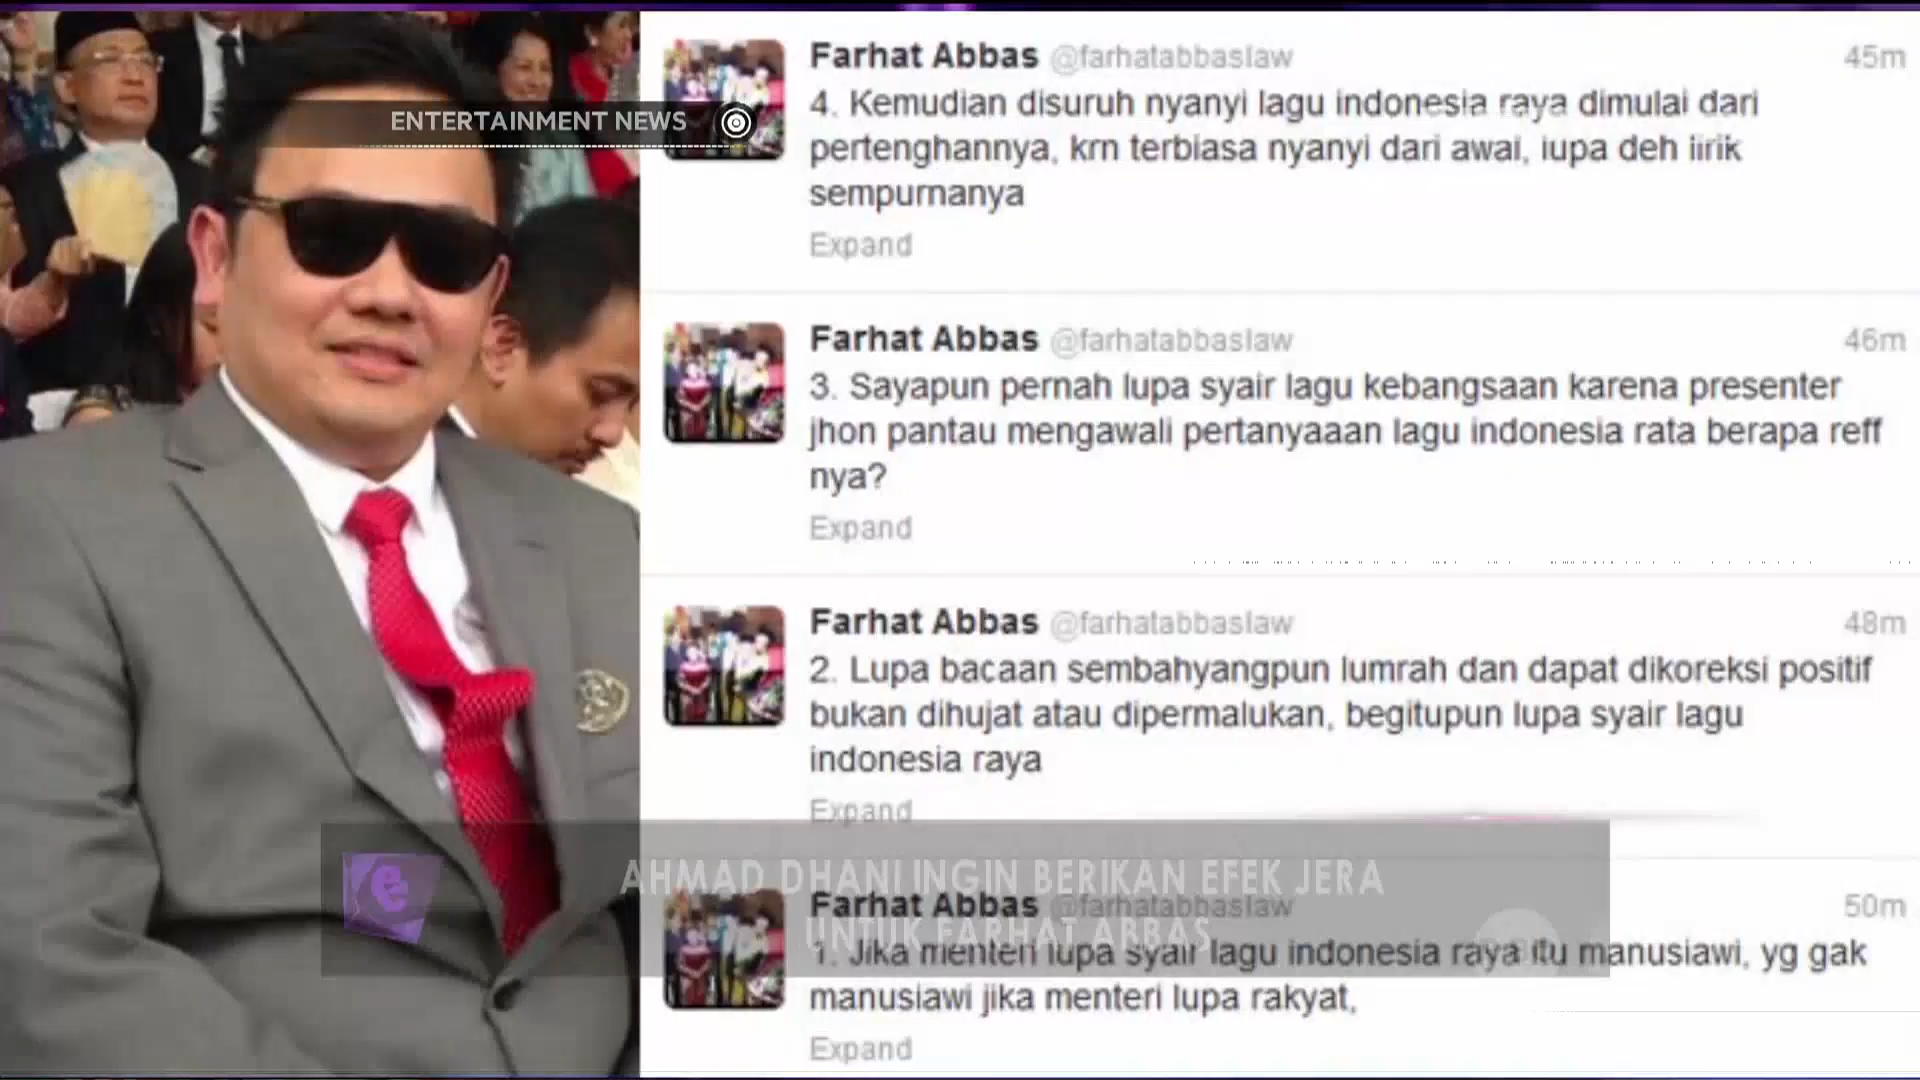 ENTERTAINMENT NEWS
Farhat Abbas @farhatabbaslaw 45m
4. Kemudian disuruh nyanyi lagu indonesia raya dimulai dari
pertenghannya, krn terbiasa nyanyi dari awal, lupa deh lirik
sempurnanya
Expand
Farhat Abbas @farhatabbaslaw 46m
3. Sayapun pernah lupa syair lagu kebangsaan karena presenter
jhon pantau mengawali pertanyaaan lagu indonesia rata berapa reff
nya?
Expand
Farhat Abbas @farhatabbaslaw 48m
2. Lupa bacaan sembahyangpun lumrah dan dapat dikoreksi positif
bukan dihujat atau dipermalukan, begitupun lupa syair lagu
indonesia raya
Expand
e
AHMAD DHANI INGIN BERIKAN EFEK JERA
UNTUK FARHAT ABBAS
Farhat Abbas @farhatabbaslaw 50m
1. Jika menteri lupa syair lagu indonesia raya itu manusiawi, yg gak
manusiawi jika menteri lupa rakyat,
Expand